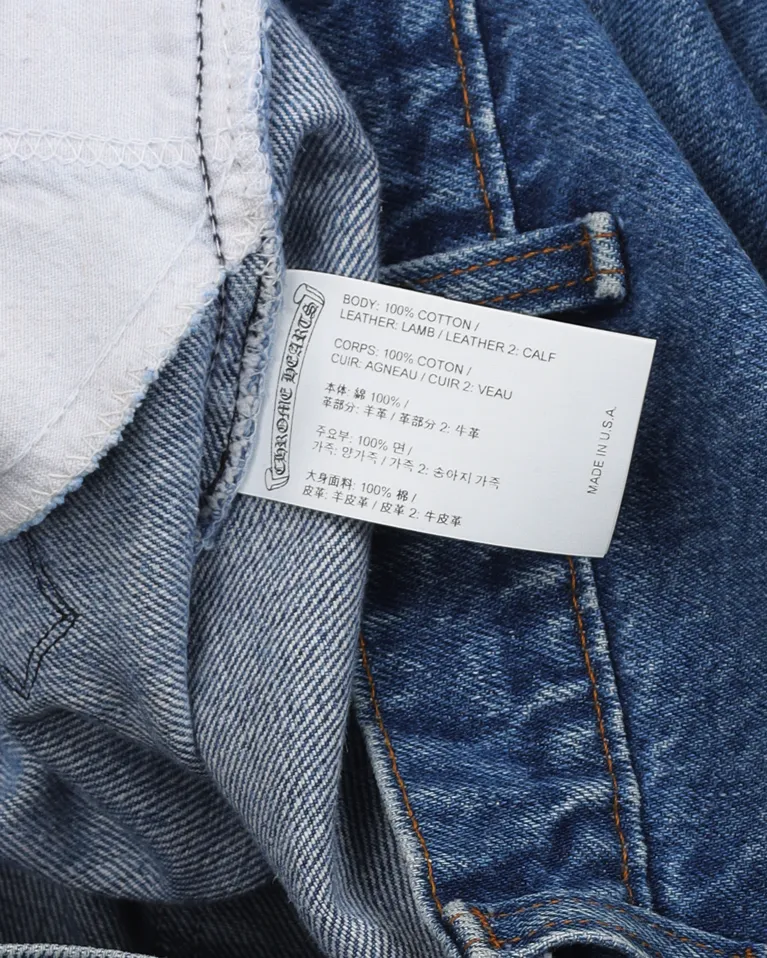 CHROME HEARTS
BODY: 100% COTTON /
LEATHER: LAMB / LEATHER 2: CALF
CORPS: 100% COTON /
CUIR: AGNEAU / CUIR 2: VEAU
本体: 綿 100% /
革部分: 羊革 / 革部分 2: 牛革
주요부: 100% 면 /
가죽: 양가죽 / 가죽 2: 송아지 가죽
大身面料: 100% 棉 /
皮革: 羊皮革 / 皮革 2: 牛皮革
MADE IN U.S.A.